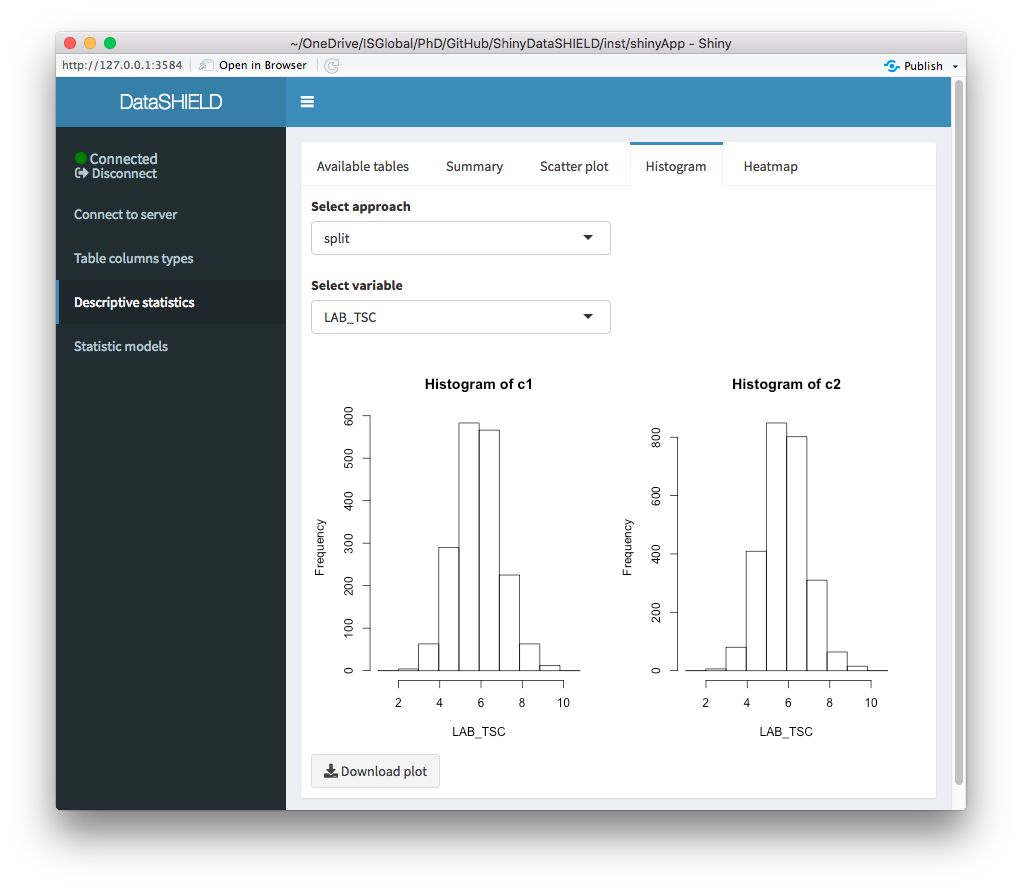 ~/OneDrive/ISGlobal/PhD/GitHub/ShinyDataSHIELD/inst/shinyApp - Shiny
http://127.0.0.1:3584 Open in Browser Publish
DataSHIELD
Connected
Disconnect
Connect to server
Table columns types
Descriptive statistics
Statistic models
Available tables Summary Scatter plot Histogram Heatmap
Select approach
split
Select variable
LAB_TSC
Histogram of c1
Frequency
0 100 200 300 400 500 600
2 4 6 8 10
LAB_TSC
Histogram of c2
Frequency
0 200 400 600 800
2 4 6 8 10
LAB_TSC
Download plot